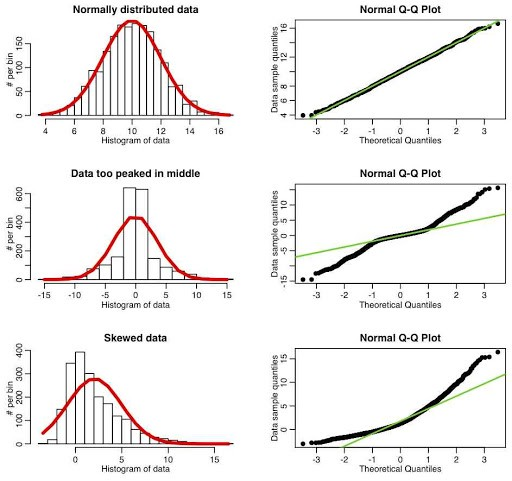 Normally distributed data
# per bin
150
100
50
0
4 6 8 10 12 14 16
Histogram of data
Normal Q-Q Plot
Data sample quantiles
16
12
8
6
4
-3 -2 -1 0 1 2 3
Theoretical Quantiles
Data too peaked in middle
# per bin
600
400
200
0
-15 -10 -5 0 5 10 15
Histogram of data
Normal Q-Q Plot
Data sample quantiles
10
5
0
-5
-15
-3 -2 -1 0 1 2 3
Theoretical Quantiles
Skewed data
# per bin
400
300
200
100
0
0 5 10 15
Histogram of data
Normal Q-Q Plot
Data sample quantiles
15
10
5
0
-3 -2 -1 0 1 2 3
Theoretical Quantiles